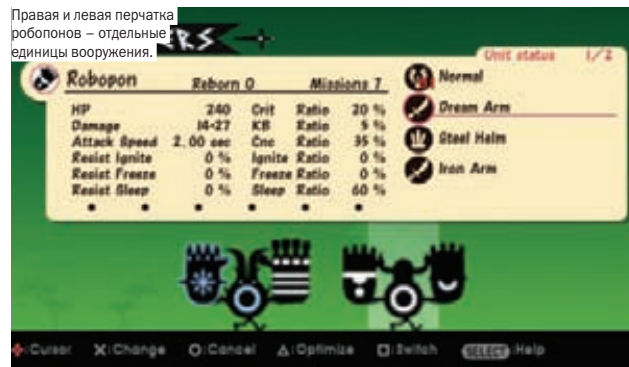 Правая и левая перчатка
робопонов – отдельные
единицы вооружения.
ERS
Unit status 1/2
Robopon Reborn 0 Missions 7
Normal
HP 240 Crit Ratio 20 %
Dream Arm
Damage 14-27 KB Ratio 5 %
Attack Speed 2.00 sec Cnc Ratio 35 %
Steel Helm
Resist Ignite 0 % Ignite Ratio 0 %
Iron Arm
Resist Freeze 0 % Freeze Ratio 0 %
Resist Sleep 0 % Sleep Ratio 60 %
:Cursor X:Change O:Cancel △:Optimize □:Switch SELECT:Help